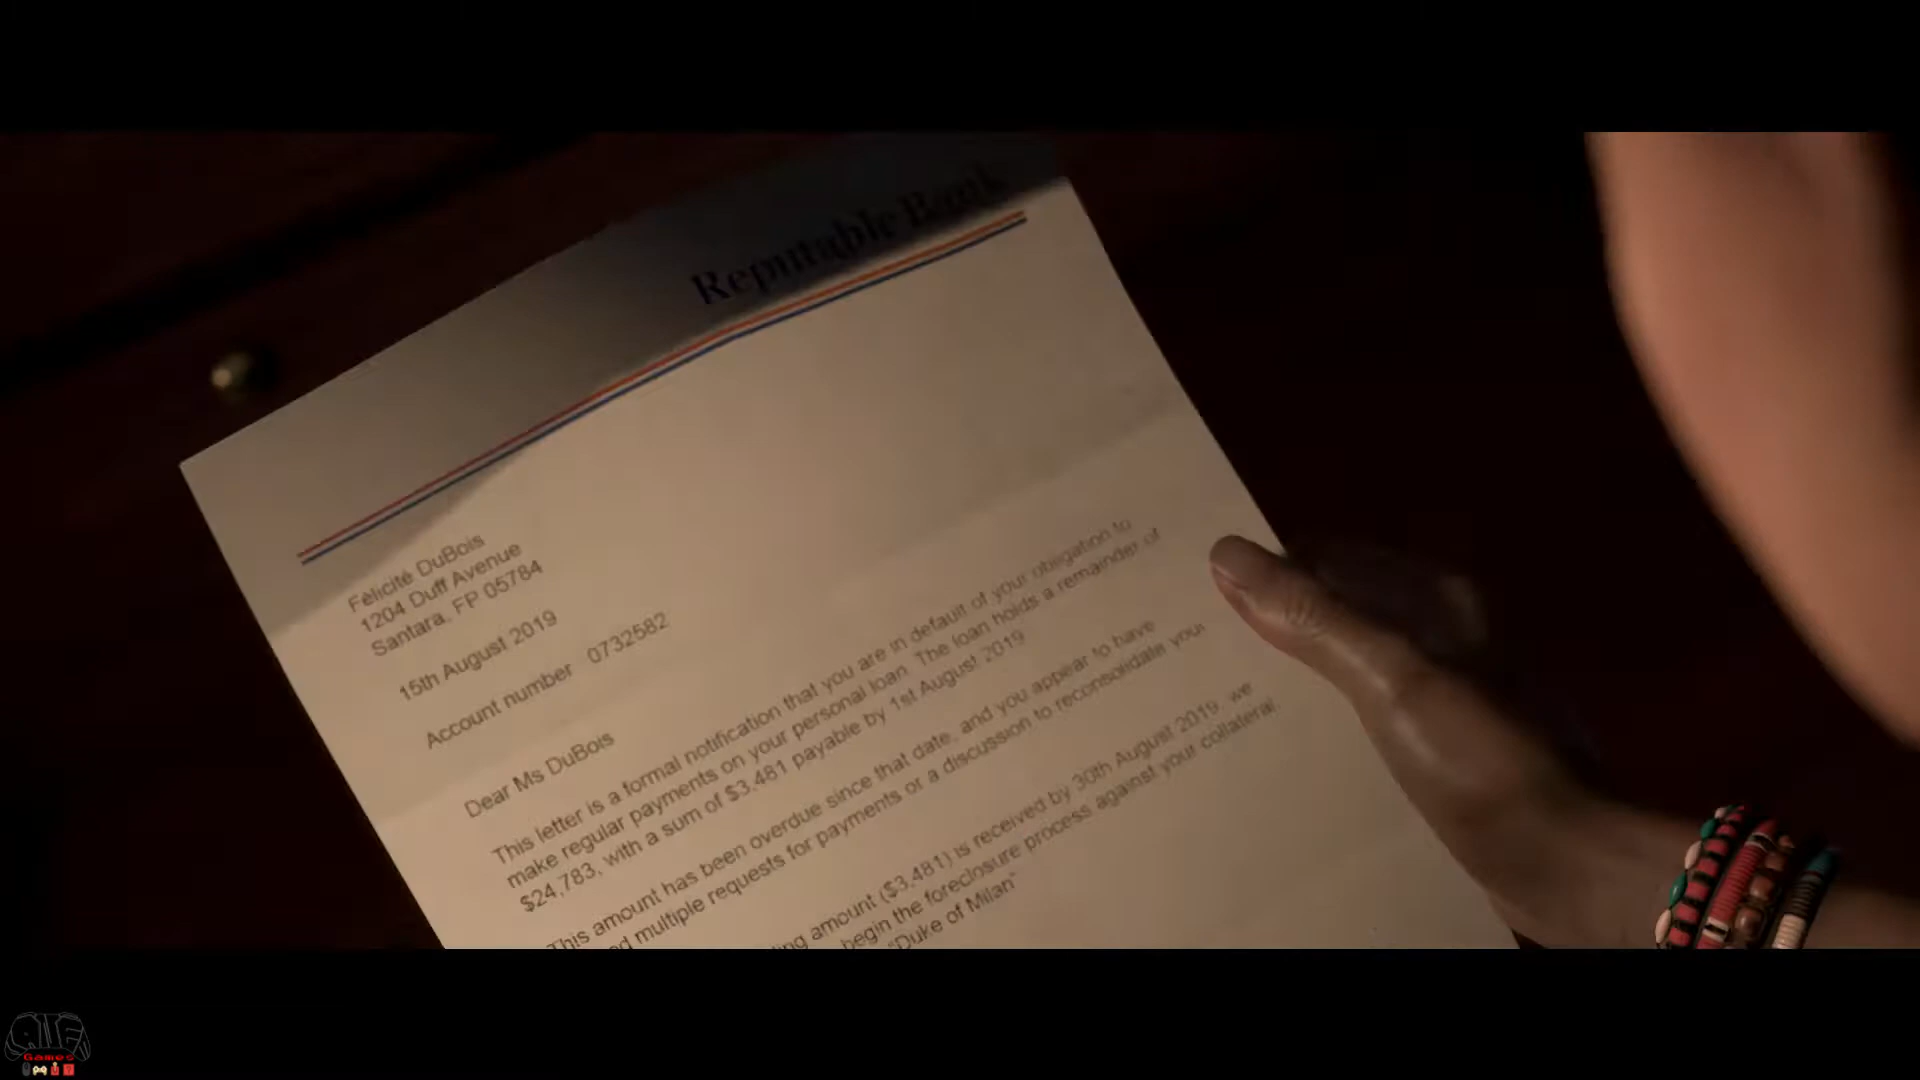 Reputable Bank
Félicité DuBois
1204 Duff Avenue
Santara, FP 05784
15th August 2019
Account number 0732582
Dear Ms DuBois
This letter is a formal notification that you are in default of your obligation to
make regular payments on your personal loan. The loan holds a remainder of
$24,783, with a sum of $3,481 payable by 1st August 2019
This amount has been overdue since that date, and you appear to have
multiple requests for payments or a discussion to reconsolidate your
amount ($3,481) is received by 30th August 2019, we
begin the foreclosure process against your collateral.
"Duke of Milan"
Games